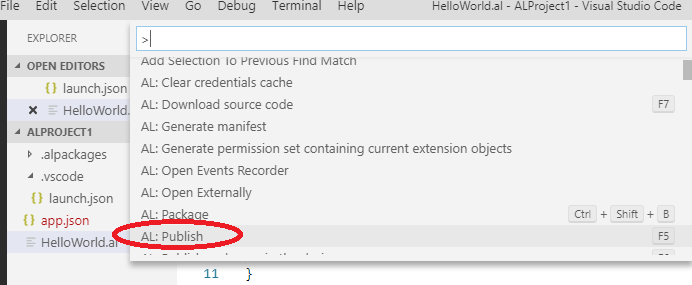 File Edit Selection View Go Debug Terminal Help HelloWorld.al - ALProject1 - Visual Studio Code
EXPLORER
>
OPEN EDITORS
Add Selection To Previous Find Match
{} launch.json
AL: Clear credentials cache
HelloWorld.
AL: Download source code F7
ALPROJECT1
AL: Generate manifest
.alpackages
AL: Generate permission set containing current extension objects
.vscode
AL: Open Events Recorder
{} launch.json
AL: Open Externally
{} app.json
AL: Package Ctrl + Shift + B
HelloWorld.al
AL: Publish F5
11 }